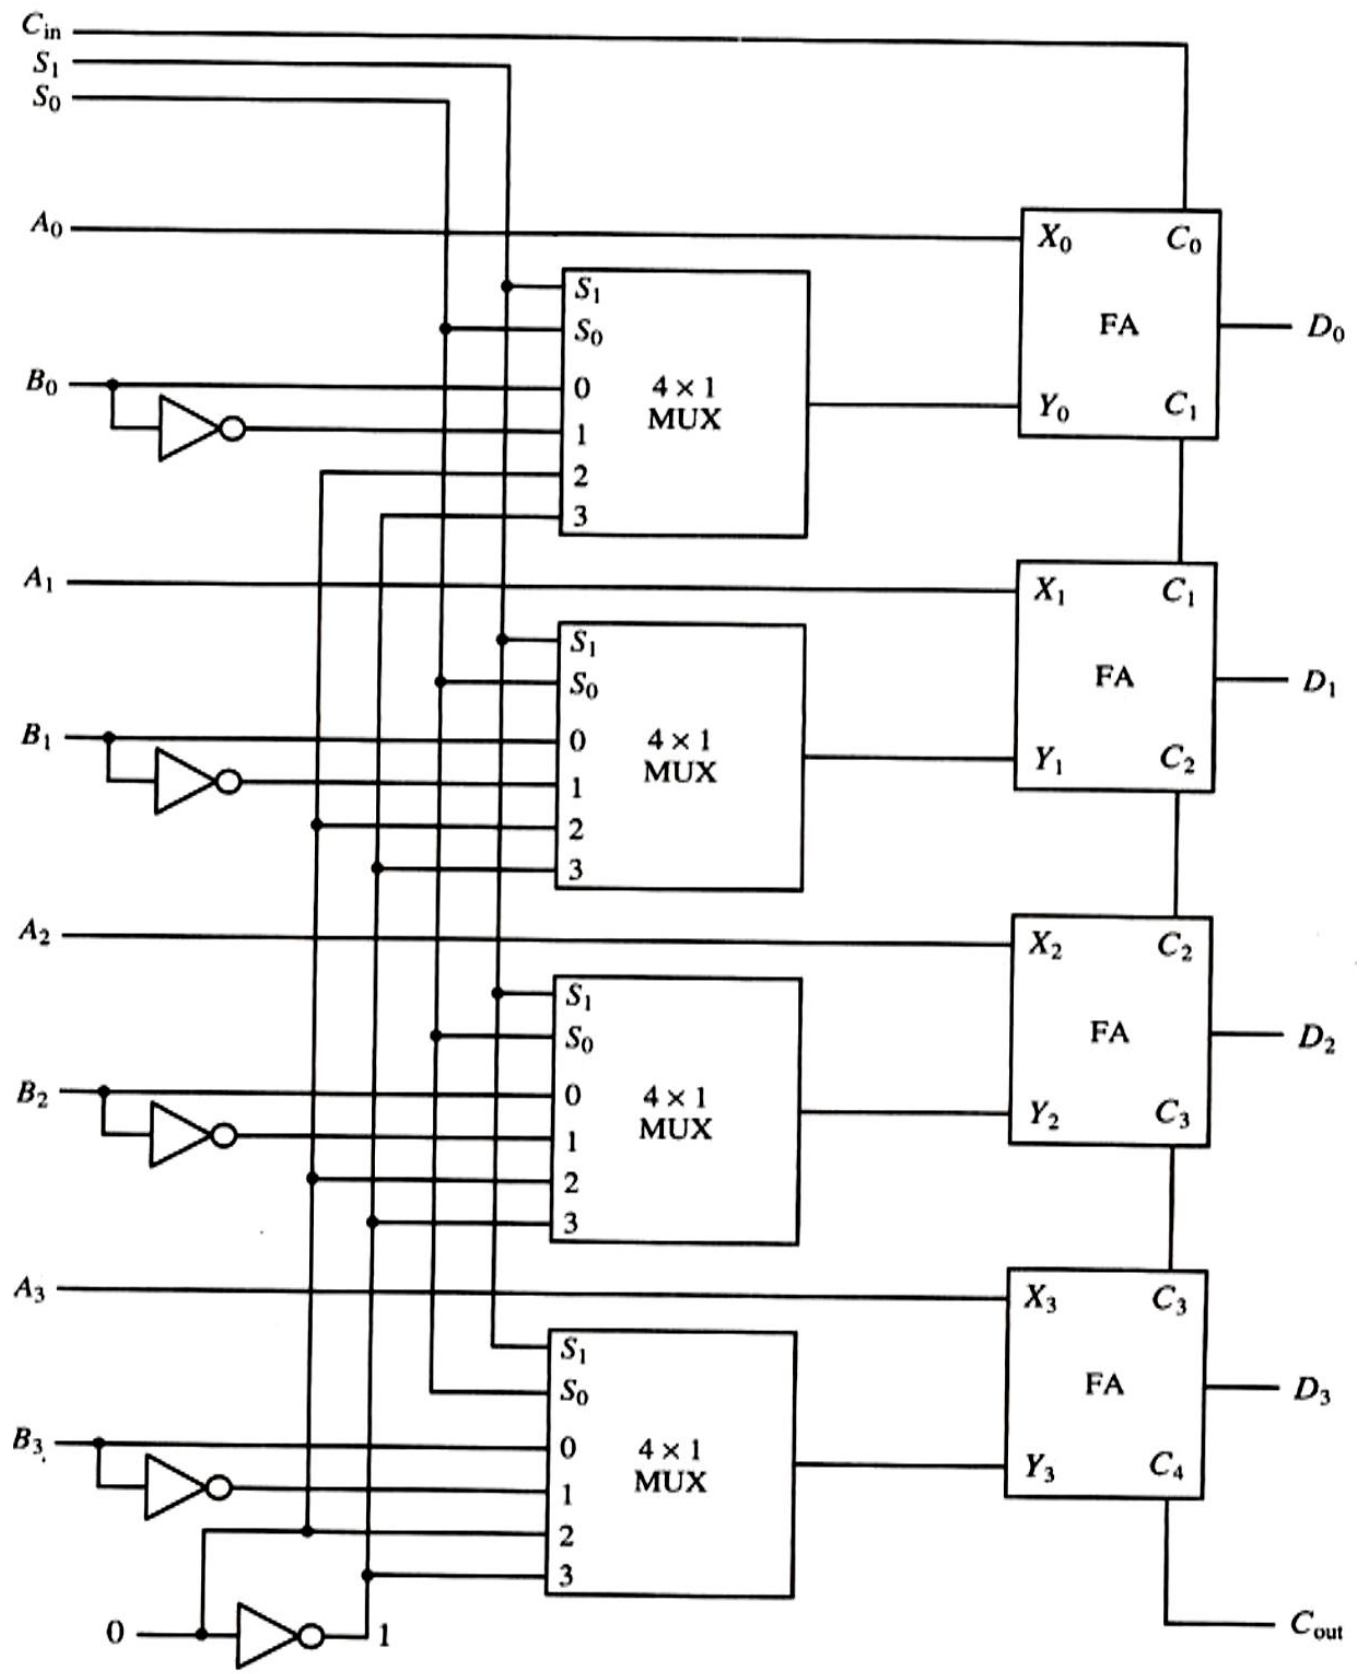 C_in
S_1
S_0
A_0
X_0 C_0
S_1
FA
D_0
S_0
B_0
0
4 × 1
MUX
Y_0 C_1
1
2
3
A_1
X_1 C_1
S_1
FA
D_1
S_0
B_1
0
4 × 1
MUX
Y_1 C_2
1
2
3
A_2
X_2 C_2
S_1
FA
D_2
S_0
B_2
0
4 × 1
MUX
Y_2 C_3
1
2
3
A_3
X_3 C_3
S_1
FA
D_3
S_0
B_3
0
4 × 1
MUX
Y_3 C_4
1
2
3
0
1
C_out